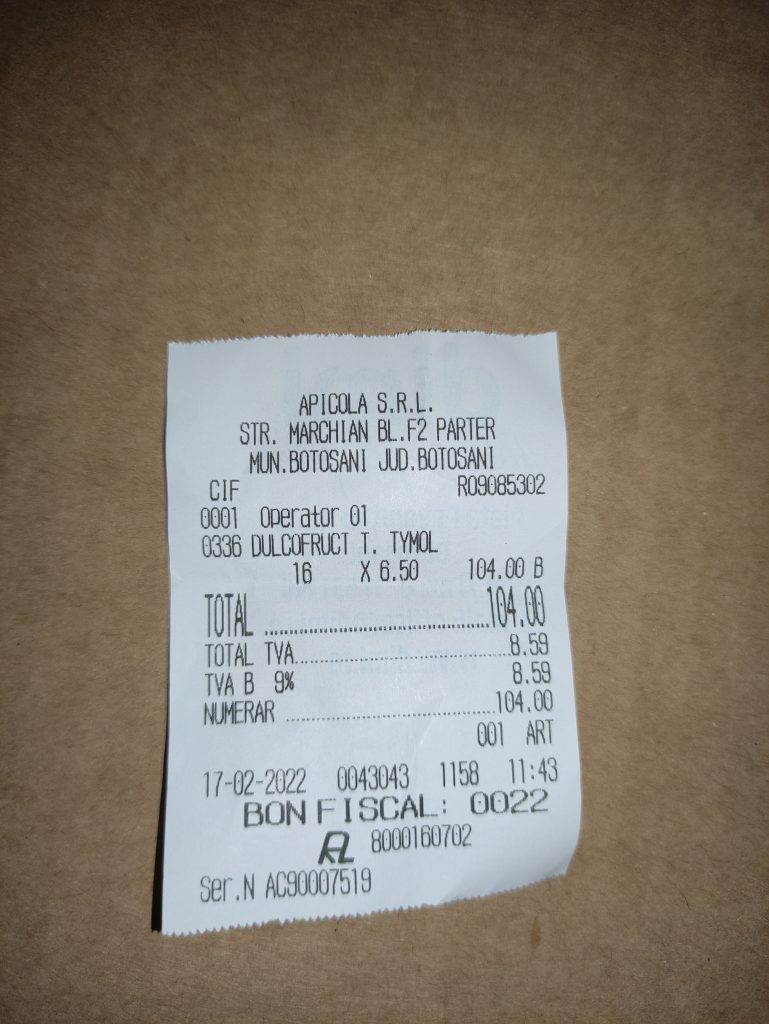 APICOLA S.R.L.
STR. MARCHIAN BL.F2 PARTER
MUN.BOTOSANI JUD.BOTOSANI
CIF R09085302
0001 Operator 01
0336 DULCOFRUCT T. TYMOL
16 X 6.50 104.00 B
TOTAL ..............................104.00
TOTAL TVA..............................8.59
TVA B 9% 8.59
NUMERAR ..............................104.00
001 ART
17-02-2022 0043043 1158 11:43
BON FISCAL: 0022
8000160702
Ser.N AC90007519